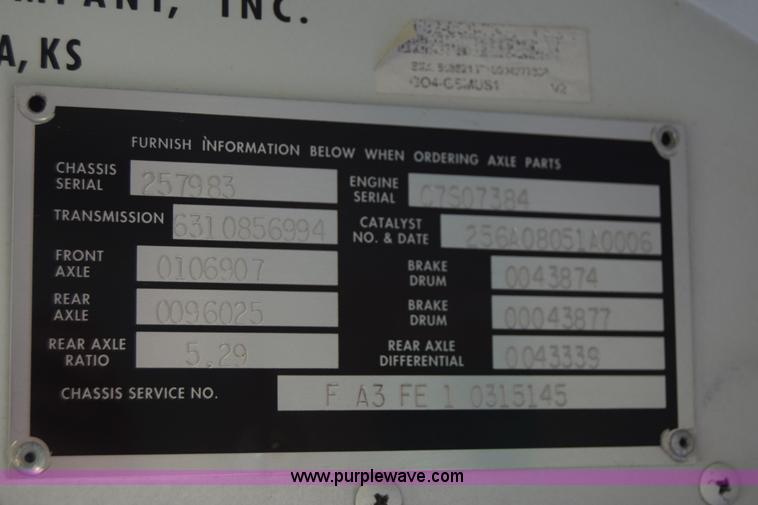 MPANY, INC.
A, KS
V2
FURNISH INFORMATION BELOW WHEN ORDERING AXLE PARTS
CHASSIS SERIAL 257983 ENGINE SERIAL C7S07384
TRANSMISSION 6310856994 CATALYST NO. & DATE 256A08051A0006
FRONT AXLE 0106907 BRAKE DRUM 0043874
REAR AXLE 0096025 BRAKE DRUM 00043877
REAR AXLE RATIO 5.29 REAR AXLE DIFFERENTIAL 0043339
CHASSIS SERVICE NO. F A3 FE 1 0315145
www.purplewave.com